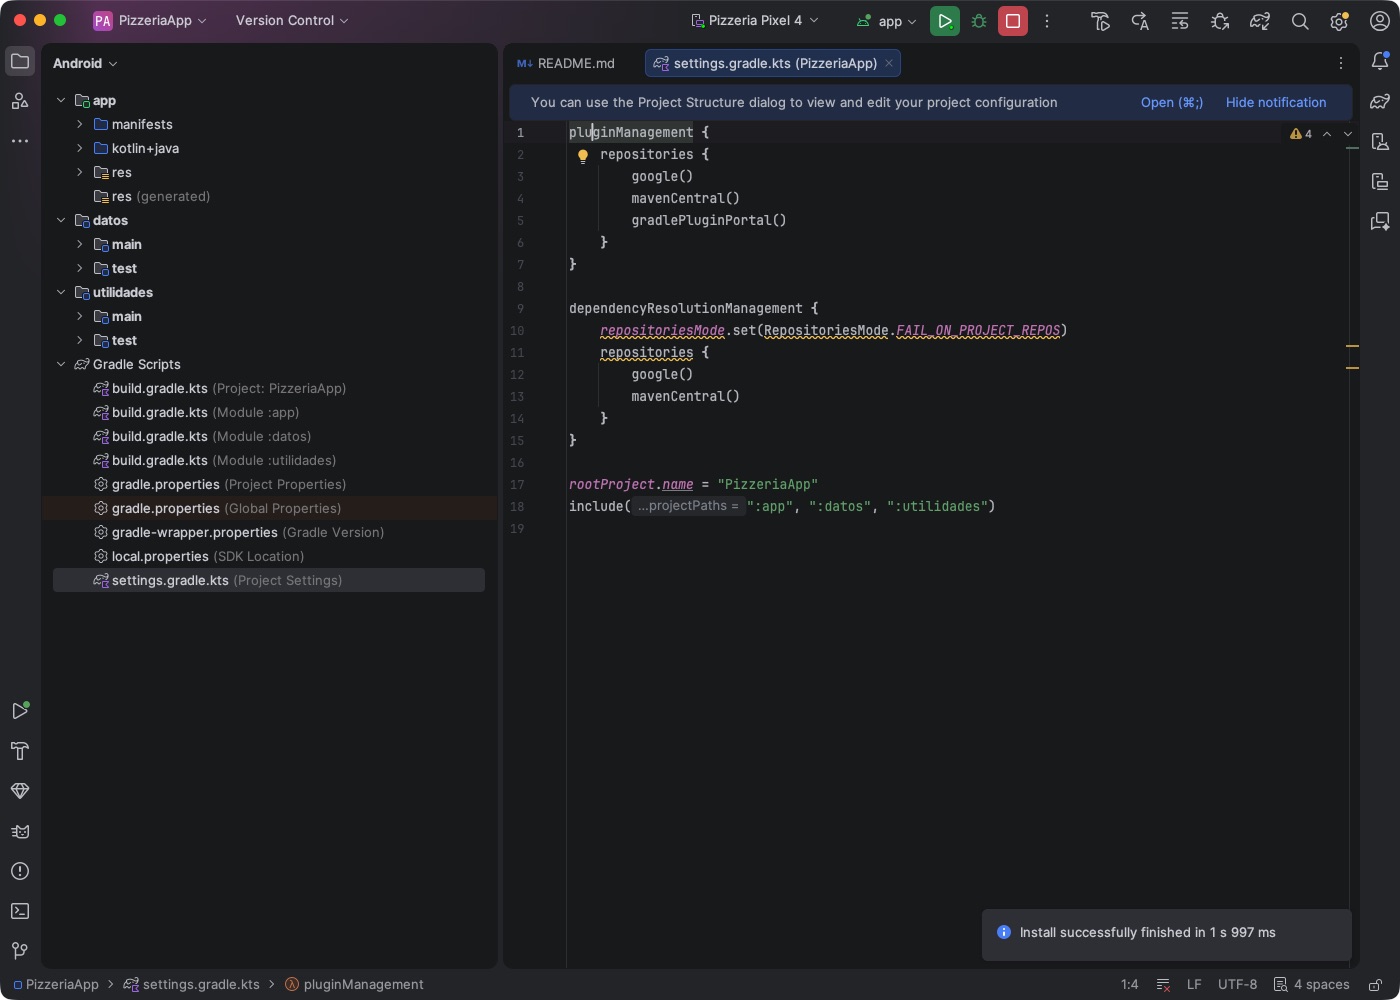 PA PizzeriaApp Version Control Pizzeria Pixel 4 app
Android
app
manifests
kotlin+java
res
res (generated)
datos
main
test
utilidades
main
test
Gradle Scripts
build.gradle.kts (Project: PizzeriaApp)
build.gradle.kts (Module :app)
build.gradle.kts (Module :datos)
build.gradle.kts (Module :utilidades)
gradle.properties (Project Properties)
gradle.properties (Global Properties)
gradle-wrapper.properties (Gradle Version)
local.properties (SDK Location)
settings.gradle.kts (Project Settings)
M↓ README.md settings.gradle.kts (PizzeriaApp)
You can use the Project Structure dialog to view and edit your project configuration Open (⌘;) Hide notification
1 pluginManagement { 4
2 repositories {
3 google()
4 mavenCentral()
5 gradlePluginPortal()
6 }
7 }
8
9 dependencyResolutionManagement {
10 repositoriesMode.set(RepositoriesMode.FAIL_ON_PROJECT_REPOS)
11 repositories {
12 google()
13 mavenCentral()
14 }
15 }
16
17 rootProject.name = "PizzeriaApp"
18 include( ...projectPaths = ":app", ":datos", ":utilidades")
19
Install successfully finished in 1 s 997 ms
PizzeriaApp > settings.gradle.kts > pluginManagement 1:4 LF UTF-8 4 spaces